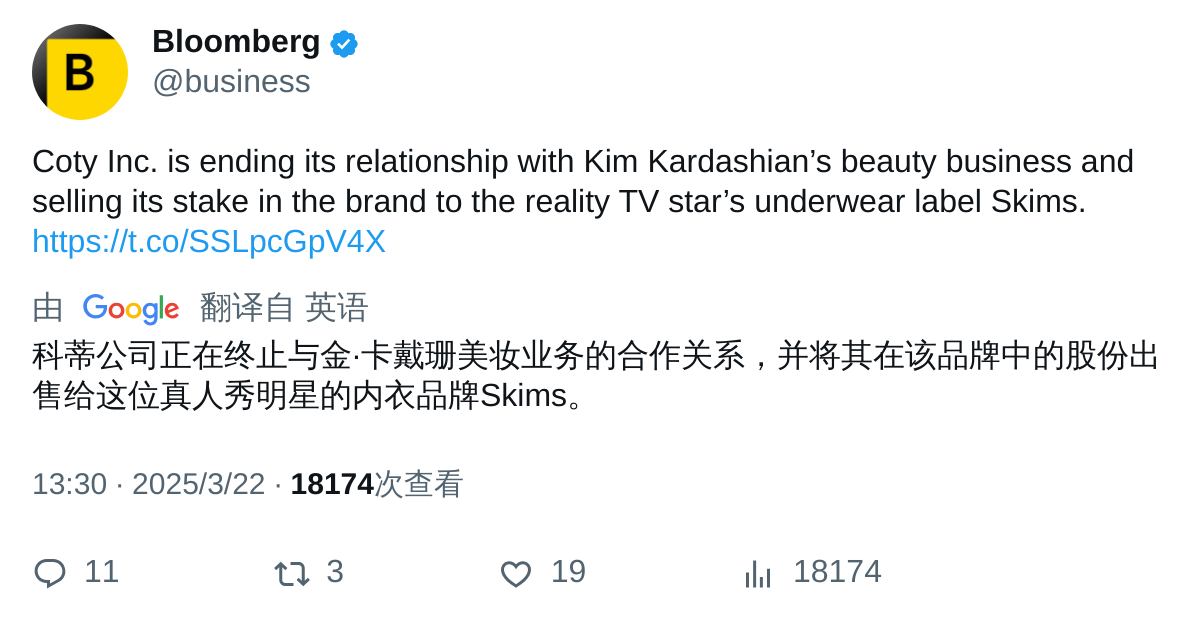 B
Bloomberg
@business
Coty Inc. is ending its relationship with Kim Kardashian’s beauty business and
selling its stake in the brand to the reality TV star’s underwear label Skims.
https://t.co/SSLpcGpV4X
由 Google 翻译自 英语
科蒂公司正在终止与金·卡戴珊美妆业务的合作关系，并将其在该品牌中的股份出
售给这位真人秀明星的内衣品牌Skims。
13:30 · 2025/3/22 · 18174次查看
11 3 19 18174